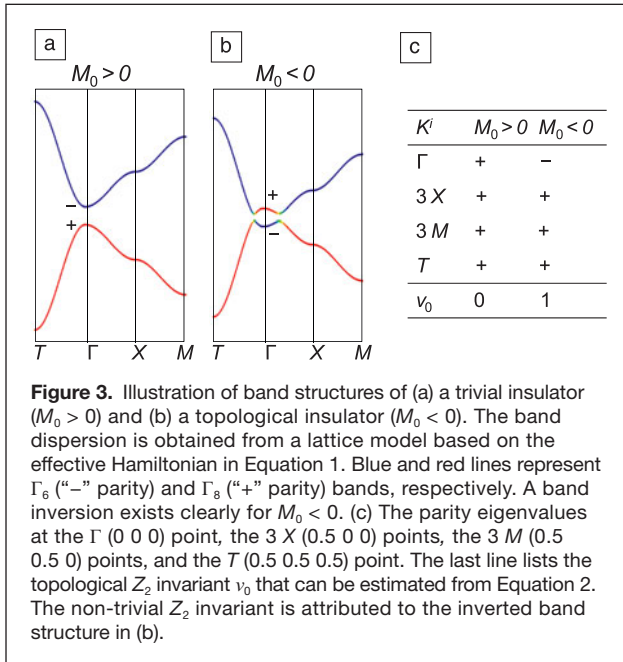 a
b
c
M₀ > 0
M₀ < 0
− + + −
T Γ X M T Γ X M
Kⁱ M₀ > 0 M₀ < 0
Γ + −
3 X + +
3 M + +
T + +
ν₀ 0 1
Figure 3. Illustration of band structures of (a) a trivial insulator
(M₀ > 0) and (b) a topological insulator (M₀ < 0). The band
dispersion is obtained from a lattice model based on the
effective Hamiltonian in Equation 1. Blue and red lines represent
Γ₆ (“−” parity) and Γ₈ (“+” parity) bands, respectively. A band
inversion exists clearly for M₀ < 0. (c) The parity eigenvalues
at the Γ (0 0 0) point, the 3 X (0.5 0 0) points, the 3 M (0.5
0.5 0) points, and the T (0.5 0.5 0.5) point. The last line lists the
topological Z₂ invariant ν₀ that can be estimated from Equation 2.
The non-trivial Z₂ invariant is attributed to the inverted band
structure in (b).